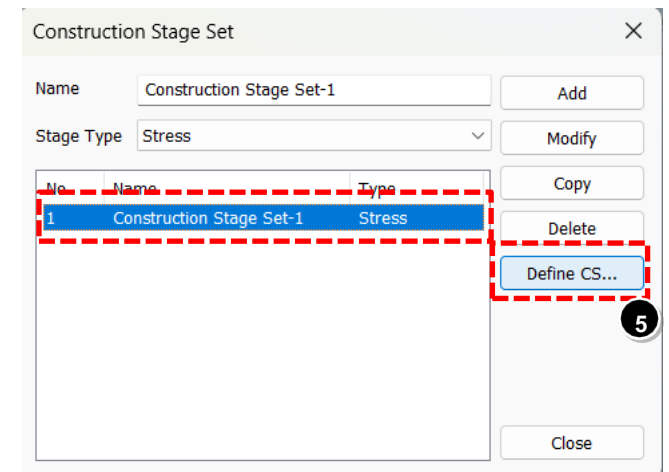 Construction Stage Set
Name Construction Stage Set-1 Add
Stage Type Stress Modify
No Name Type Copy
1 Construction Stage Set-1 Stress Delete
Define CS...
5
Close